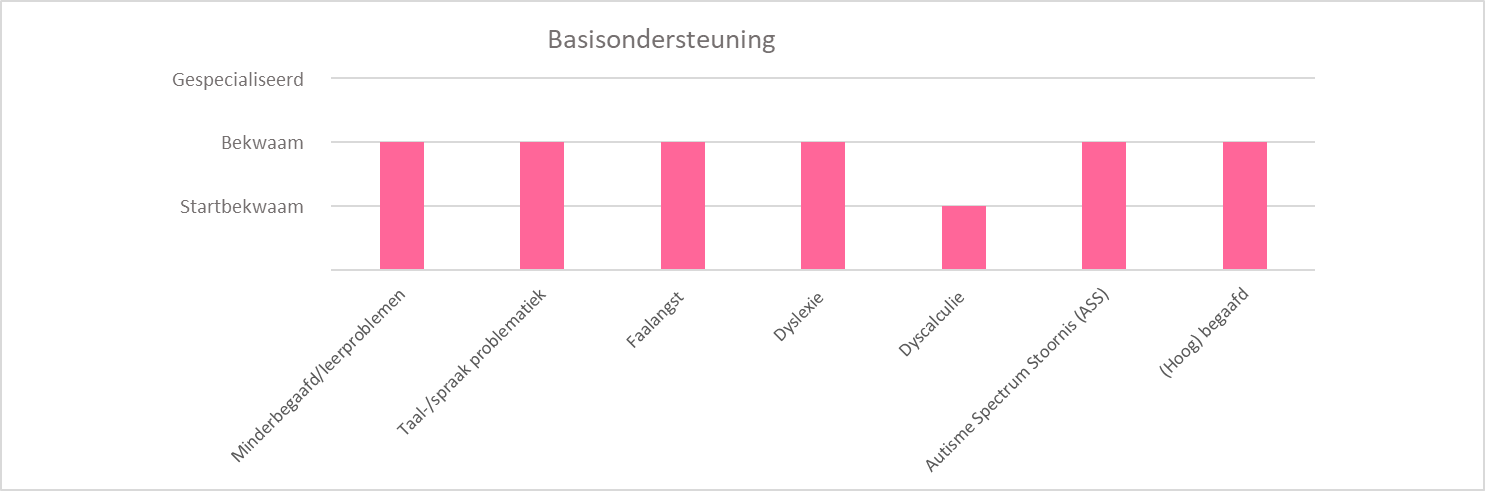 Basisondersteuning
Gespecialiseerd
Bekwaam
Startbekwaam
Minderbegaafd/leerproblemen
Taal-/spraak problematiek
Faalangst
Dyslexie
Dyscalculie
Autisme Spectrum Stoornis (ASS)
(Hoog) begaafd